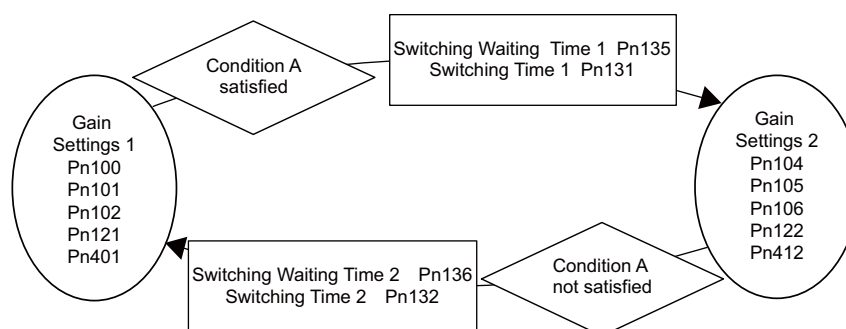 Condition A
satisfied
Switching Waiting Time 1 Pn135
Switching Time 1 Pn131
Gain
Settings 1
Pn100
Pn101
Pn102
Pn121
Pn401
Gain
Settings 2
Pn104
Pn105
Pn106
Pn122
Pn412
Switching Waiting Time 2 Pn136
Switching Time 2 Pn132
Condition A
not satisfied